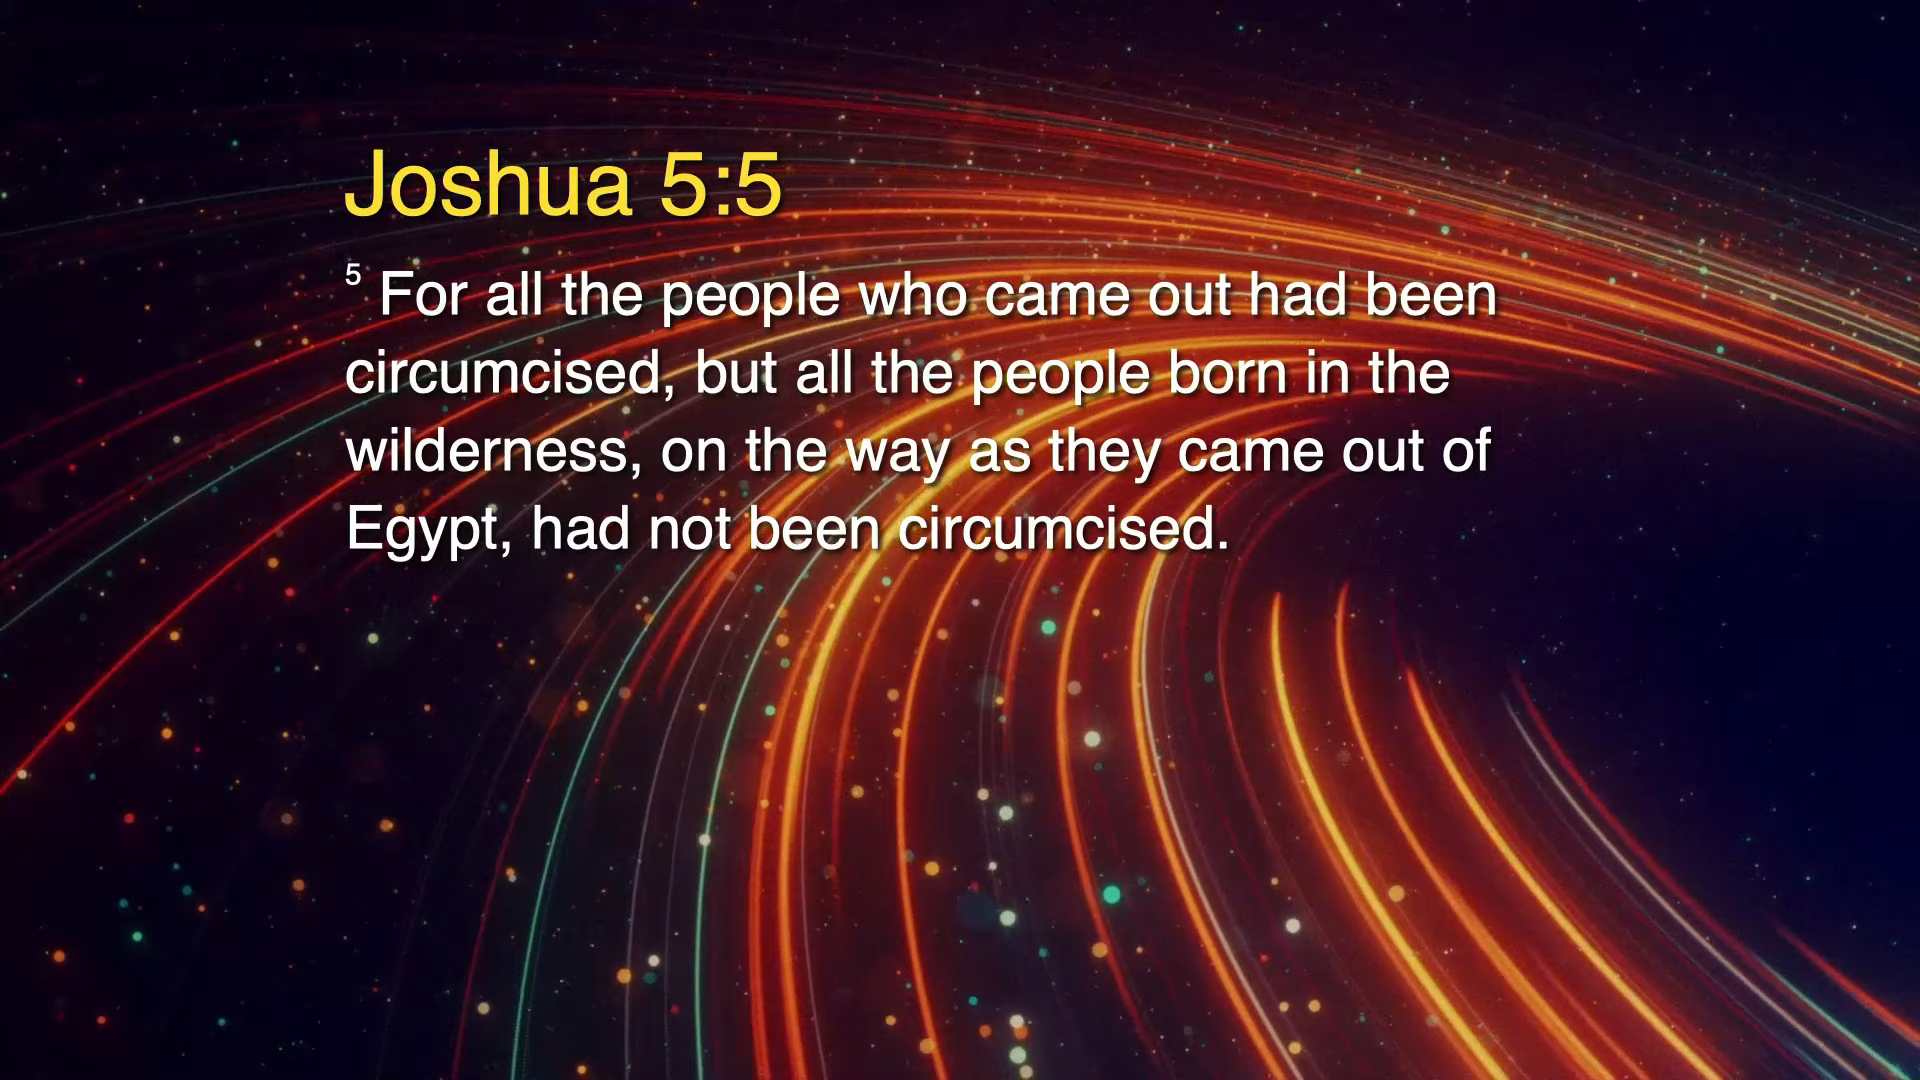 Joshua 5:5
5 For all the people who came out had been
circumcised, but all the people born in the
wilderness, on the way as they came out of
Egypt, had not been circumcised.